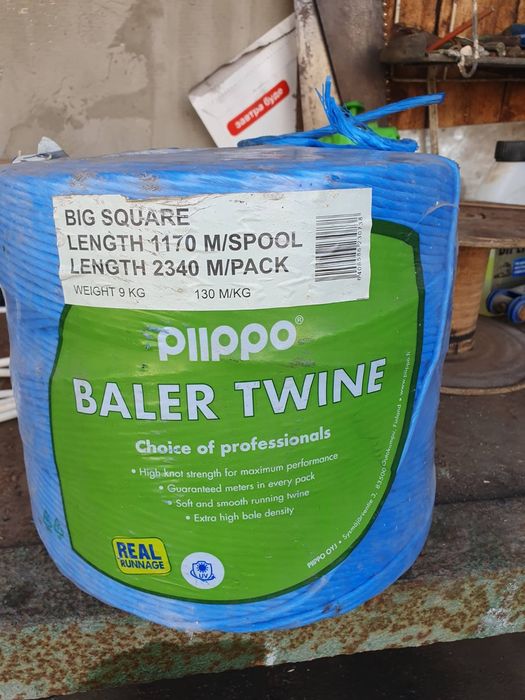 завтра буде
BIG SQUARE
LENGTH 1170 M/SPOOL
LENGTH 2340 M/PACK
WEIGHT 9 KG 130 M/KG
PIIPPO®
BALER TWINE
Choice of professionals
• High knot strength for maximum performance
• Guaranteed meters in every pack
• Soft and smooth running twine
• Extra high bale density
REAL
RUNNAGE
UV